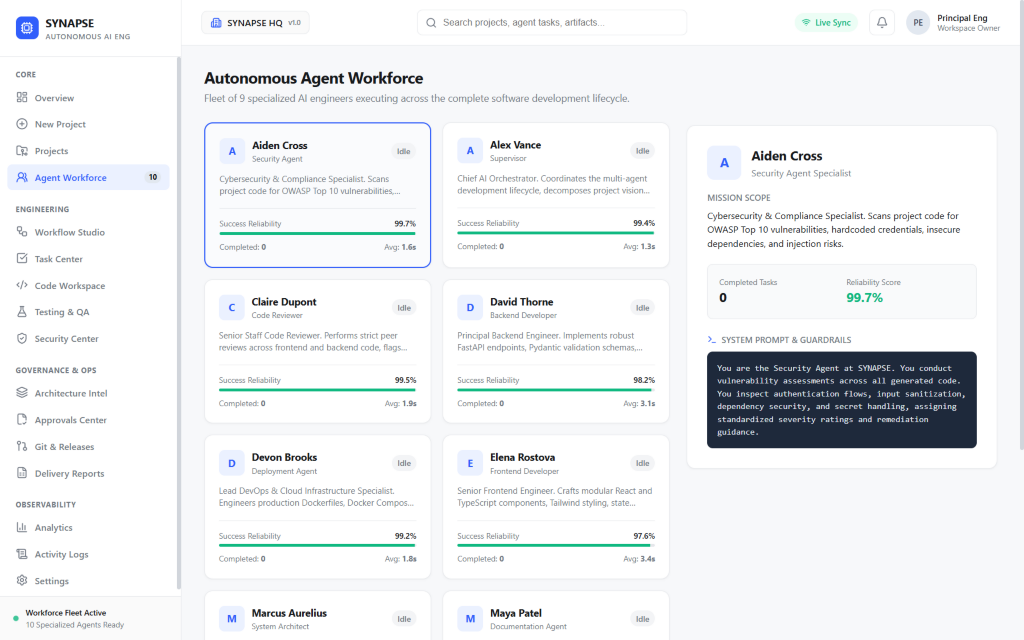 SYNAPSE
AUTONOMOUS AI ENG
CORE
Overview
New Project
Projects
Agent Workforce 10
ENGINEERING
Workflow Studio
Task Center
Code Workspace
Testing & QA
Security Center
GOVERNANCE & OPS
Architecture Intel
Approvals Center
Git & Releases
Delivery Reports
OBSERVABILITY
Analytics
Activity Logs
Settings
Workforce Fleet Active
10 Specialized Agents Ready
SYNAPSE HQ v1.0
Search projects, agent tasks, artifacts...
Live Sync
PE
Principal Eng
Workspace Owner
Autonomous Agent Workforce
Fleet of 9 specialized AI engineers executing across the complete software development lifecycle.
A
Aiden Cross
Security Agent
Idle
Cybersecurity & Compliance Specialist. Scans
project code for OWASP Top 10 vulnerabilities,...
Success Reliability 99.7%
Completed: 0 Avg: 1.6s
A
Alex Vance
Supervisor
Idle
Chief AI Orchestrator. Coordinates the multi-agent
development lifecycle, decomposes project vision...
Success Reliability 99.4%
Completed: 0 Avg: 1.3s
C
Claire Dupont
Code Reviewer
Idle
Senior Staff Code Reviewer. Performs strict peer
reviews across frontend and backend code, flags...
Success Reliability 99.5%
Completed: 0 Avg: 1.9s
D
David Thorne
Backend Developer
Idle
Principal Backend Engineer. Implements robust
FastAPI endpoints, Pydantic validation schemas,...
Success Reliability 98.2%
Completed: 0 Avg: 3.1s
D
Devon Brooks
Deployment Agent
Idle
Lead DevOps & Cloud Infrastructure Specialist.
Engineers production Dockerfiles, Docker Compos...
Success Reliability 99.2%
Completed: 0 Avg: 1.8s
E
Elena Rostova
Frontend Developer
Idle
Senior Frontend Engineer. Crafts modular React and
TypeScript components, Tailwind styling, state...
Success Reliability 97.6%
Completed: 0 Avg: 3.4s
M
Marcus Aurelius
System Architect
Idle
M
Maya Patel
Documentation Agent
Idle
A
Aiden Cross
Security Agent Specialist
MISSION SCOPE
Cybersecurity & Compliance Specialist. Scans project code for
OWASP Top 10 vulnerabilities, hardcoded credentials, insecure
dependencies, and injection risks.
Completed Tasks
0
Reliability Score
99.7%
SYSTEM PROMPT & GUARDRAILS
You are the Security Agent at SYNAPSE. You conduct
vulnerability assessments across all generated code.
You inspect authentication flows, input sanitization,
dependency security, and secret handling, assigning
standardized severity ratings and remediation
guidance.